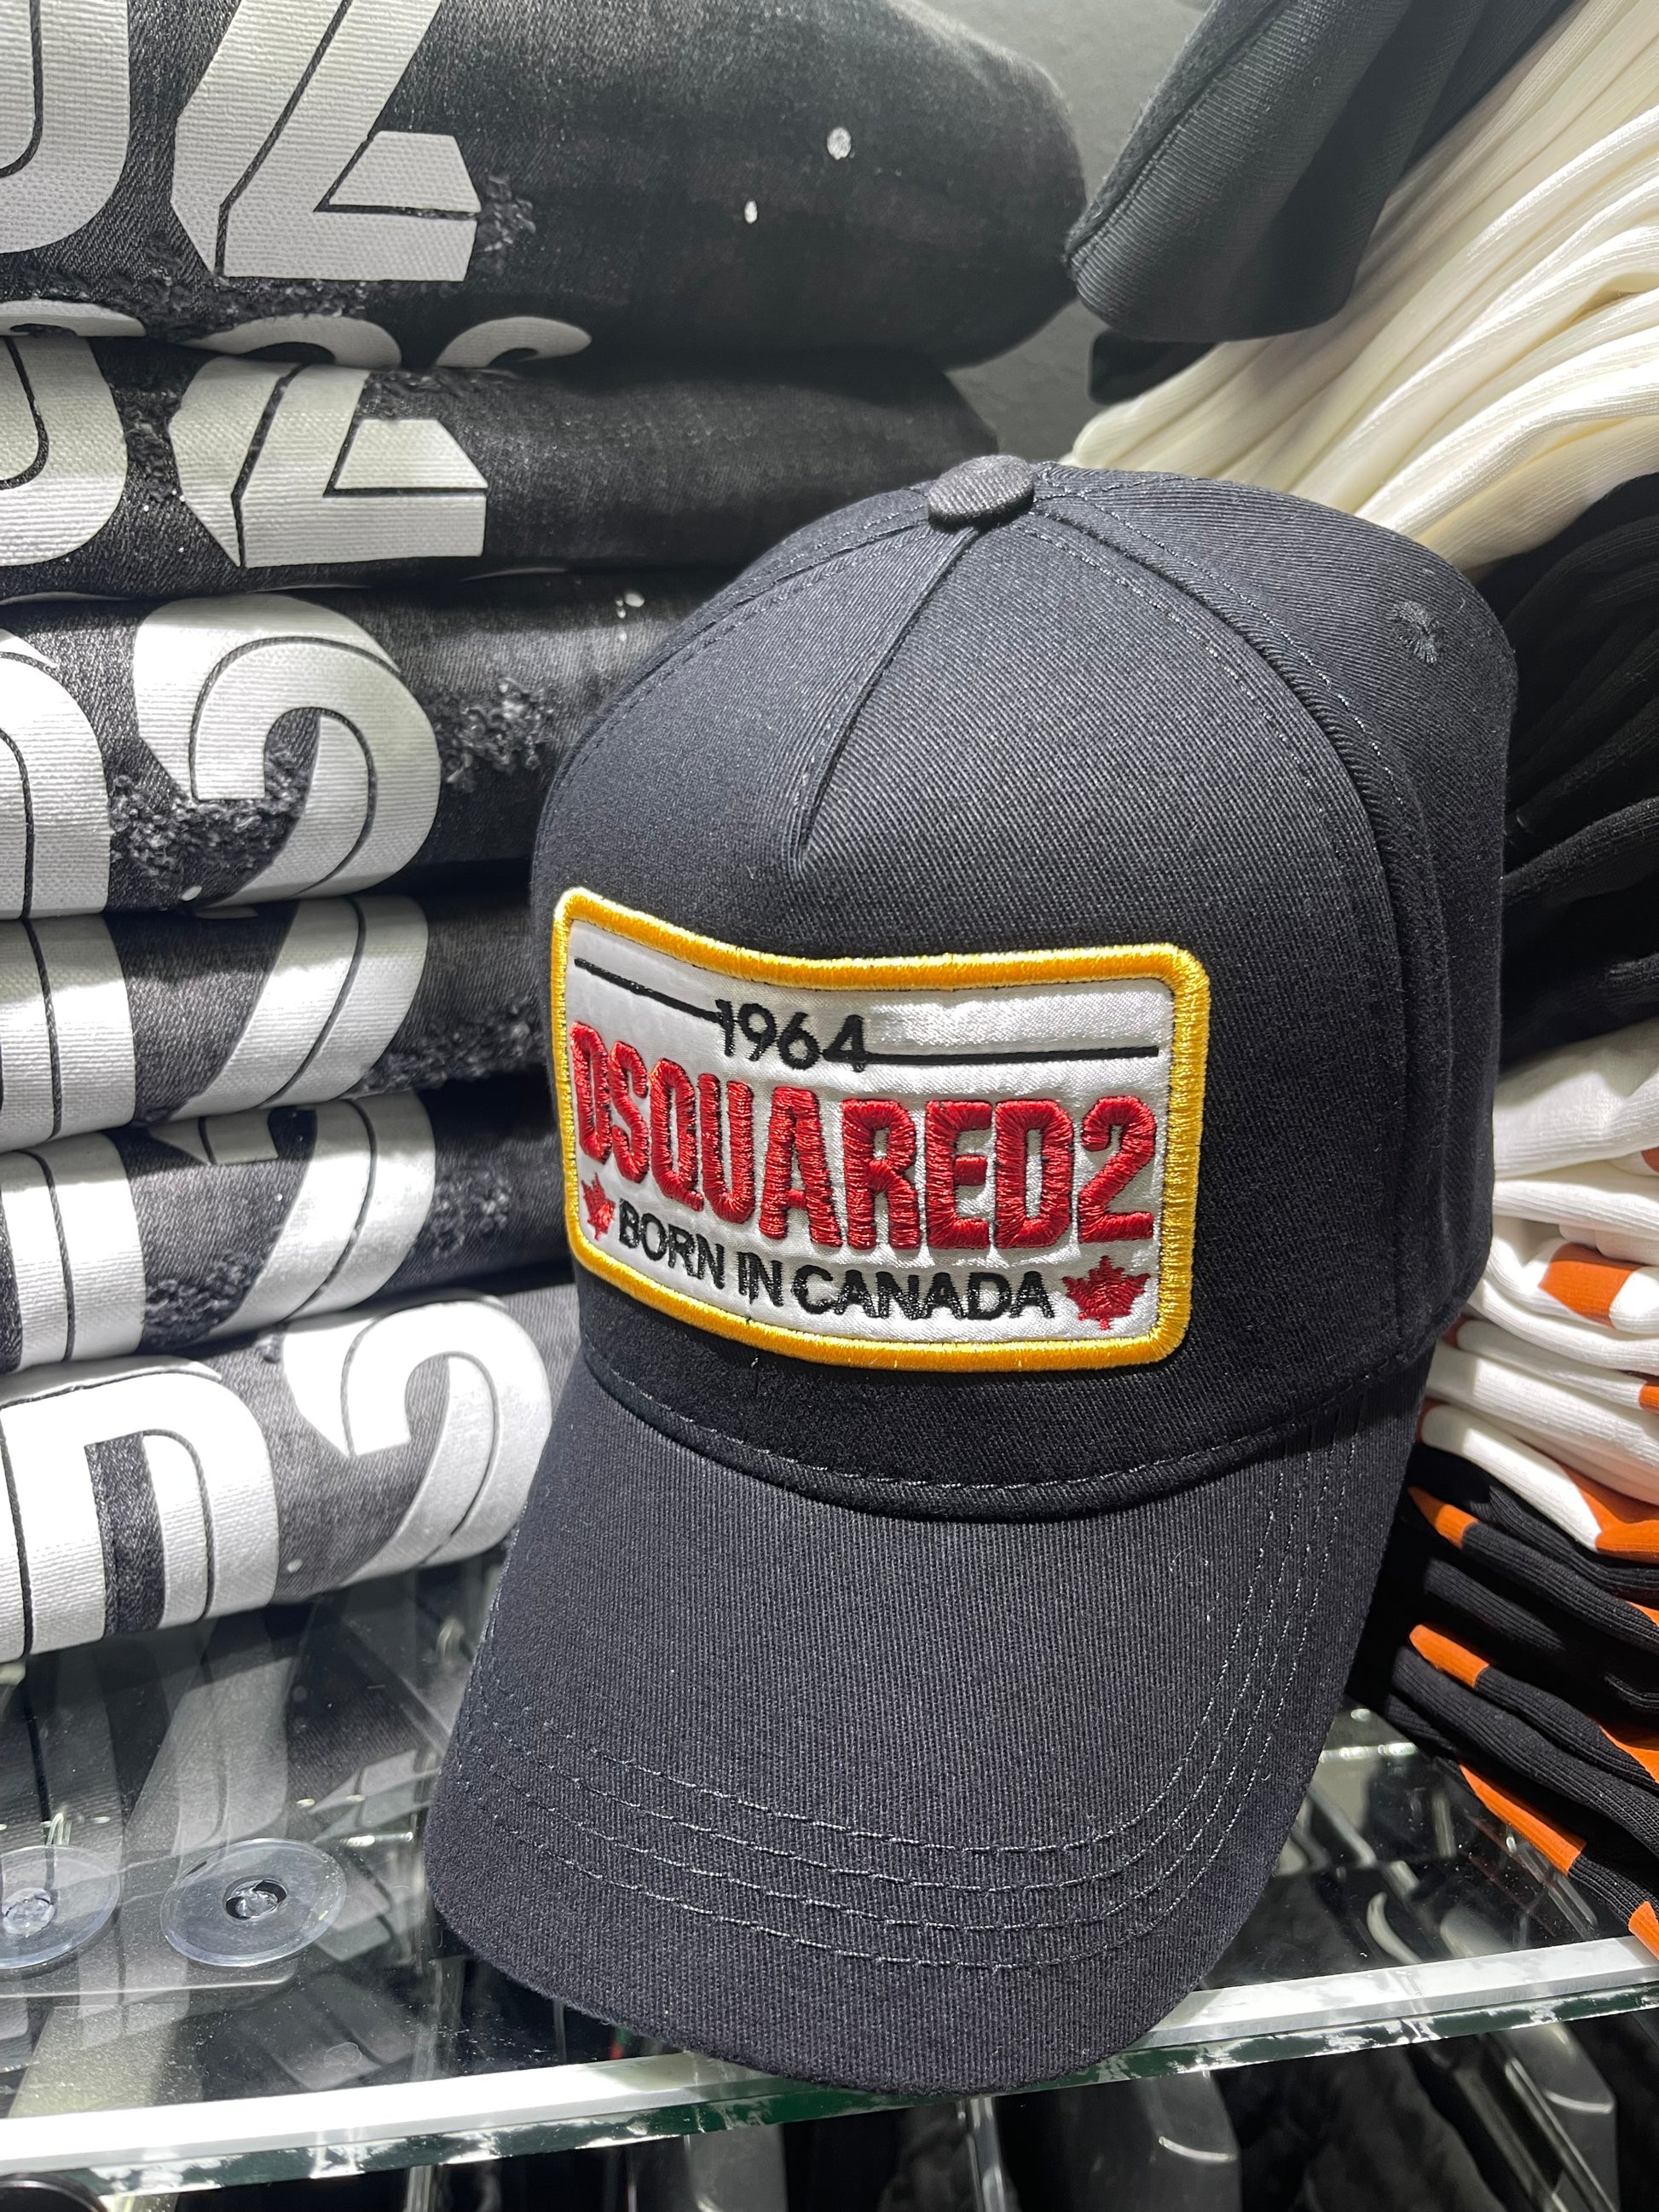 1964
DSQUARED2
BORN IN CANADA